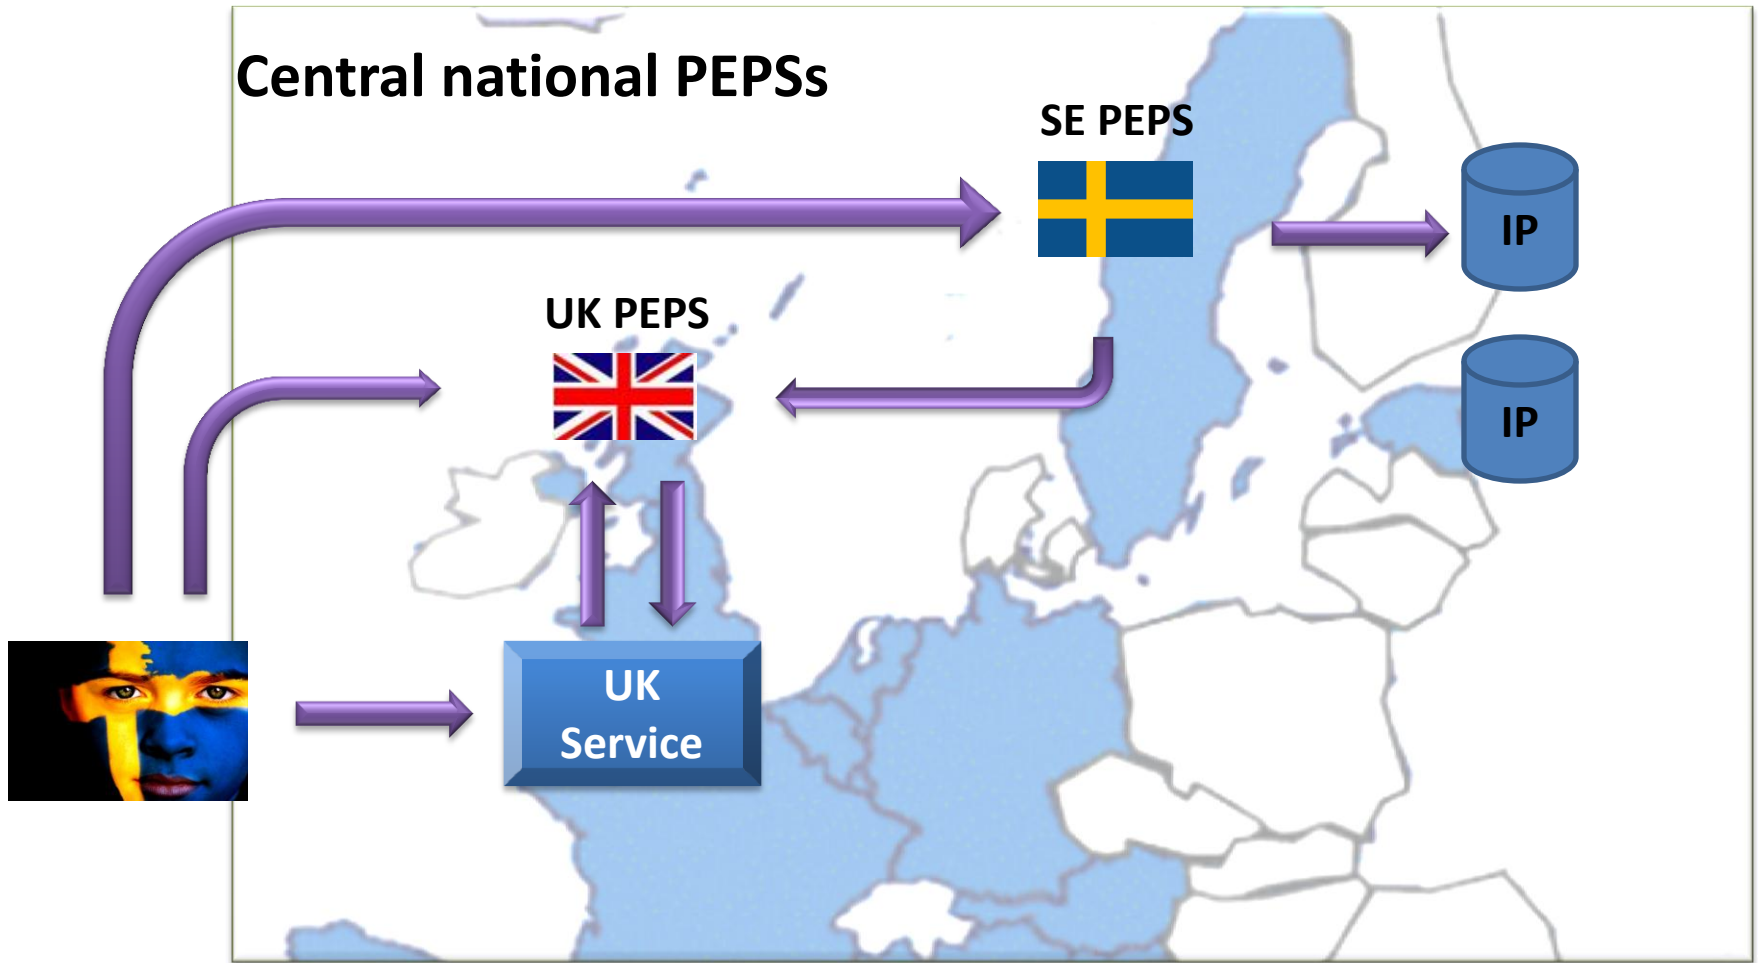 Central national PEPSs
SE PEPS
IP
UK PEPS
IP
UK
Service